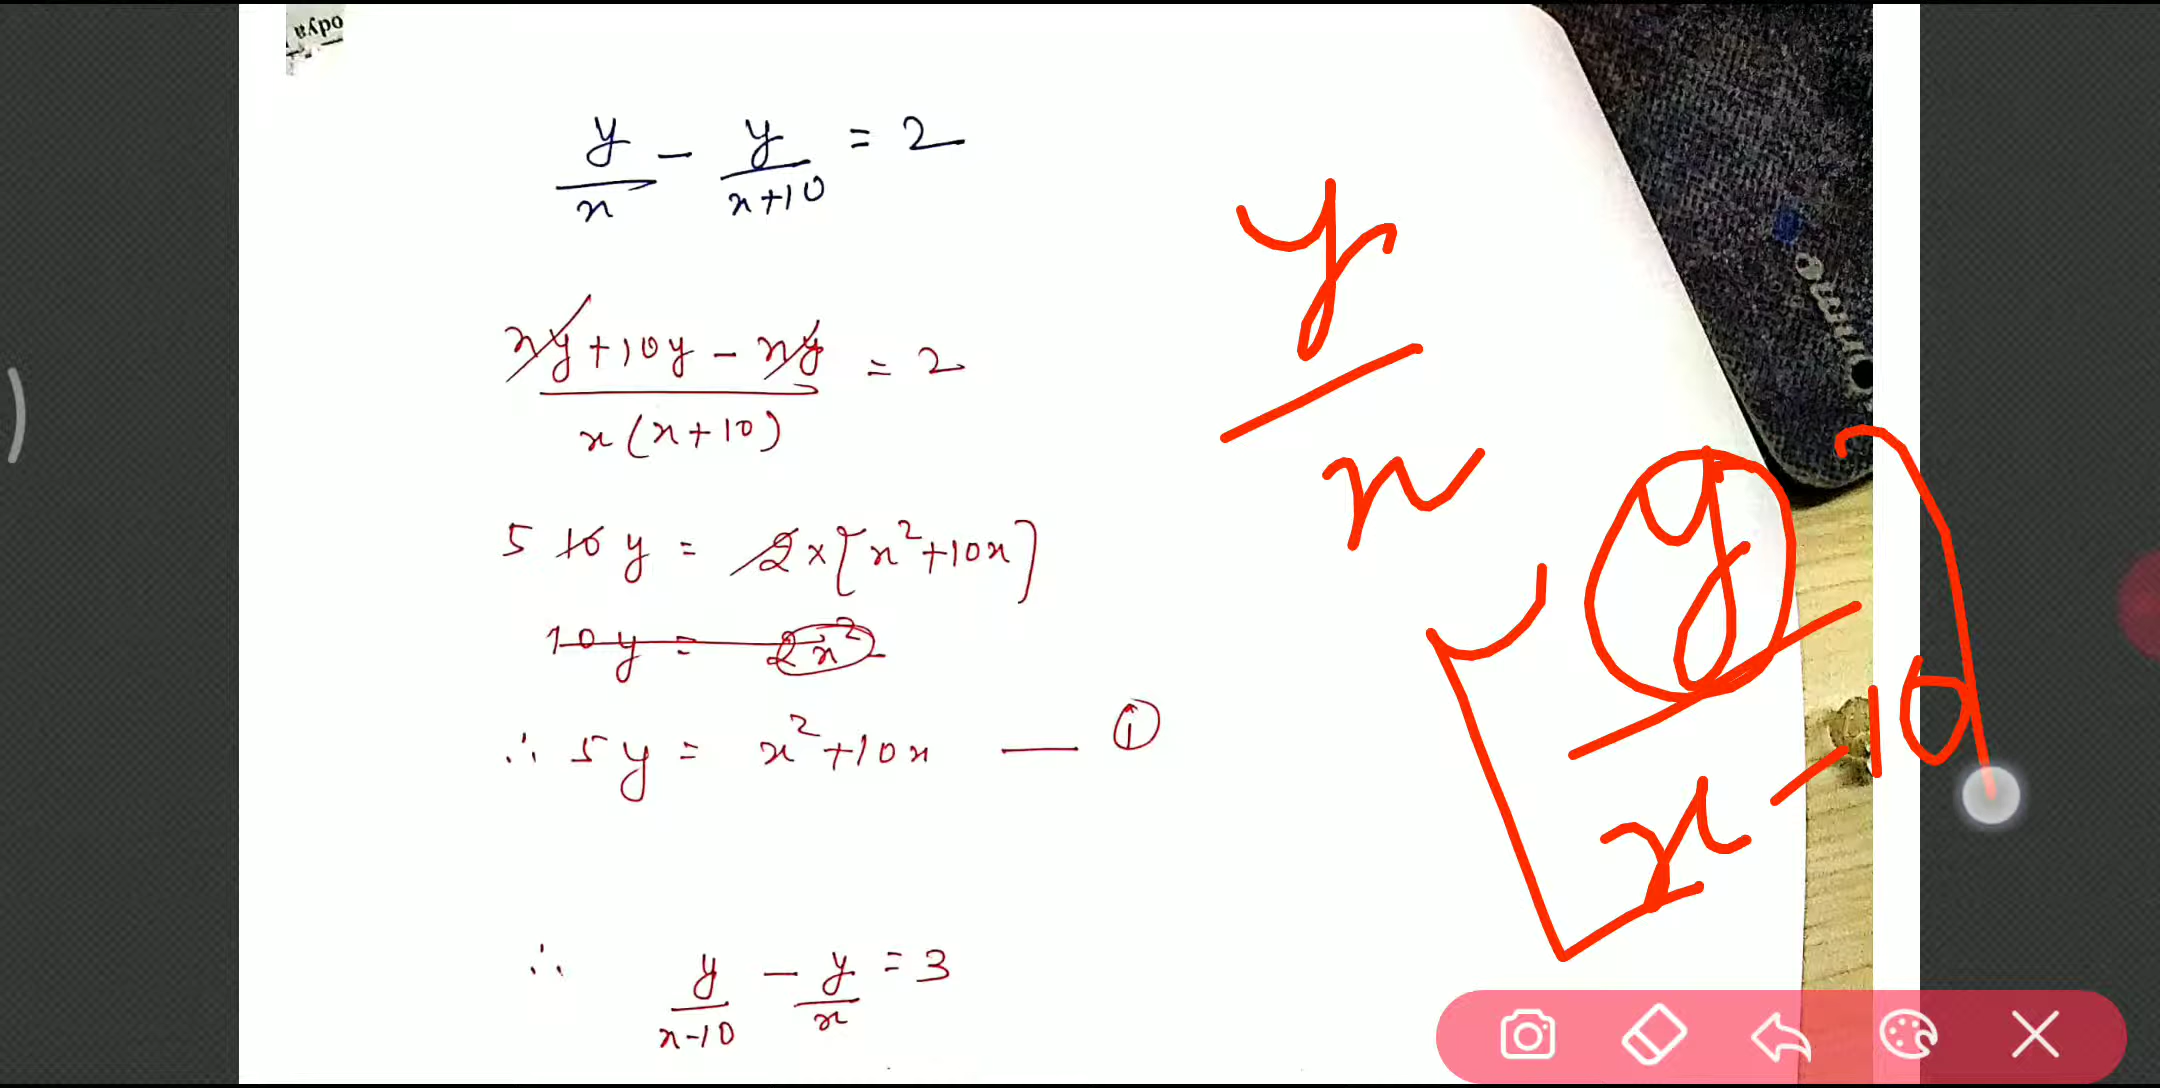 y/x - y/x+10 = 2
xy+10y - xy / x(x+10) = 2
5 10 y = 2 × [x²+10x]
10y = 2x²
∴ 5y = x²+10x — ①
∴ y/x-10 - y/x = 3
y/x
y/x-10